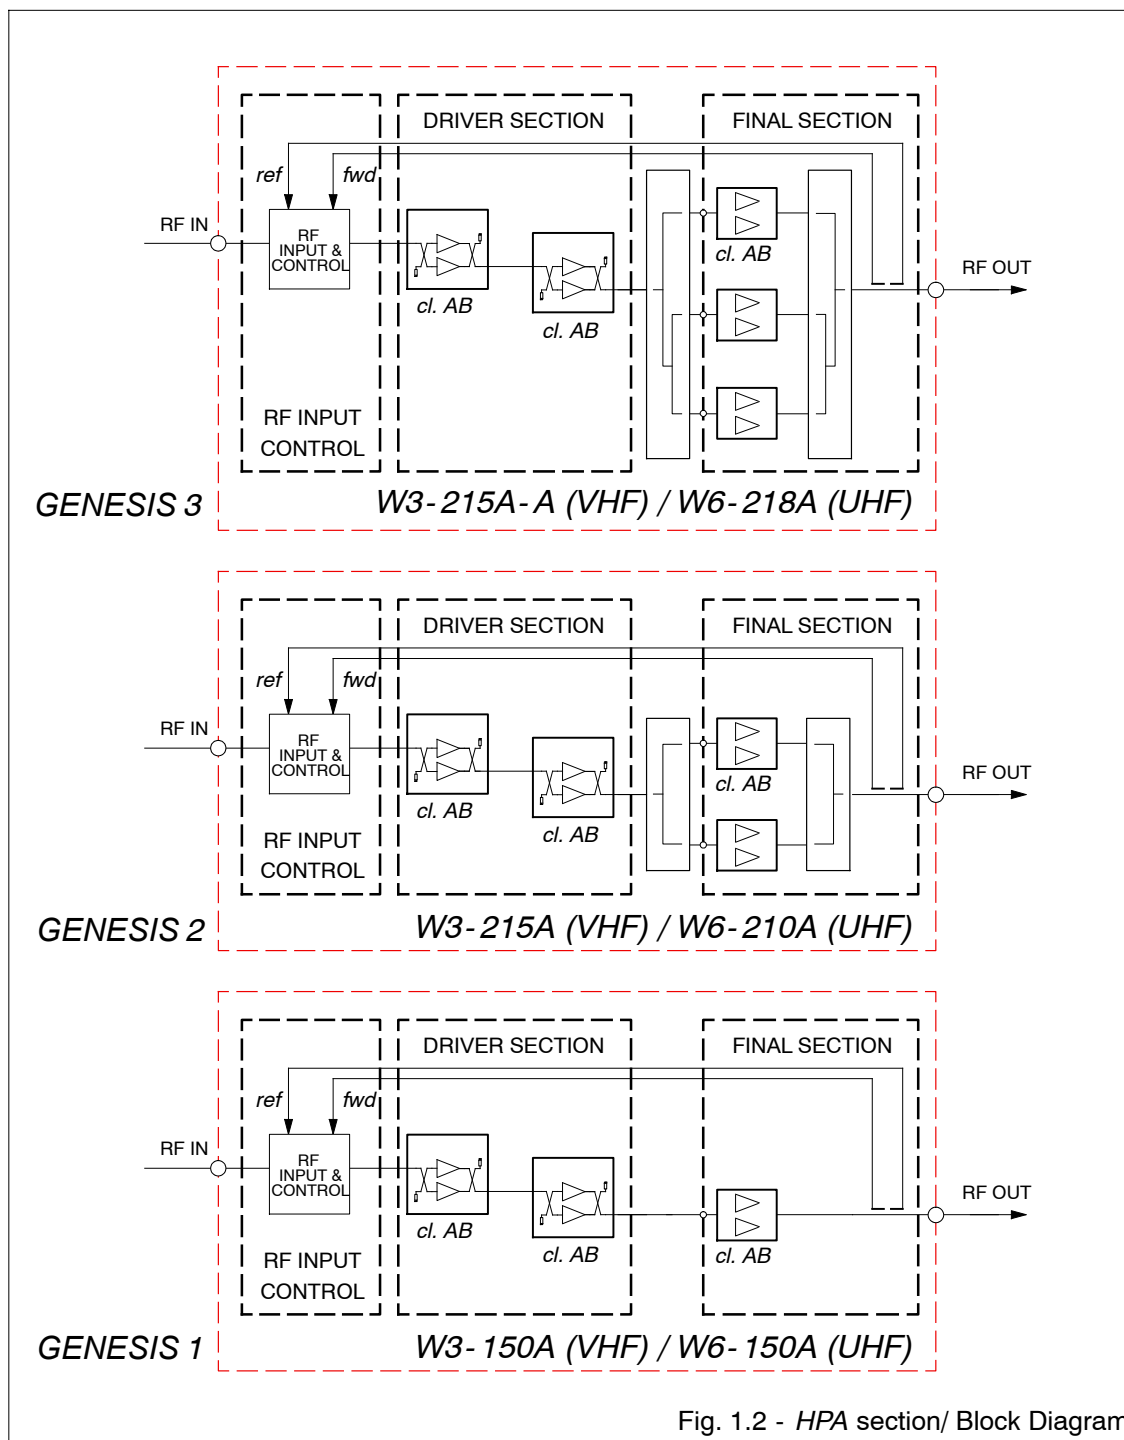 DRIVER SECTION
FINAL SECTION
ref
fwd
RF IN
RF
INPUT &
CONTROL
cl. AB
cl. AB
cl. AB
RF OUT
RF INPUT
CONTROL
GENESIS 3
W3-215A-A (VHF) / W6-218A (UHF)
DRIVER SECTION
FINAL SECTION
ref
fwd
RF IN
RF
INPUT &
CONTROL
cl. AB
cl. AB
cl. AB
RF OUT
RF INPUT
CONTROL
GENESIS 2
W3-215A (VHF) / W6-210A (UHF)
DRIVER SECTION
FINAL SECTION
ref
fwd
RF IN
RF
INPUT &
CONTROL
cl. AB
cl. AB
cl. AB
RF OUT
RF INPUT
CONTROL
GENESIS 1
W3-150A (VHF) / W6-150A (UHF)
Fig. 1.2 - HPA section/ Block Diagram